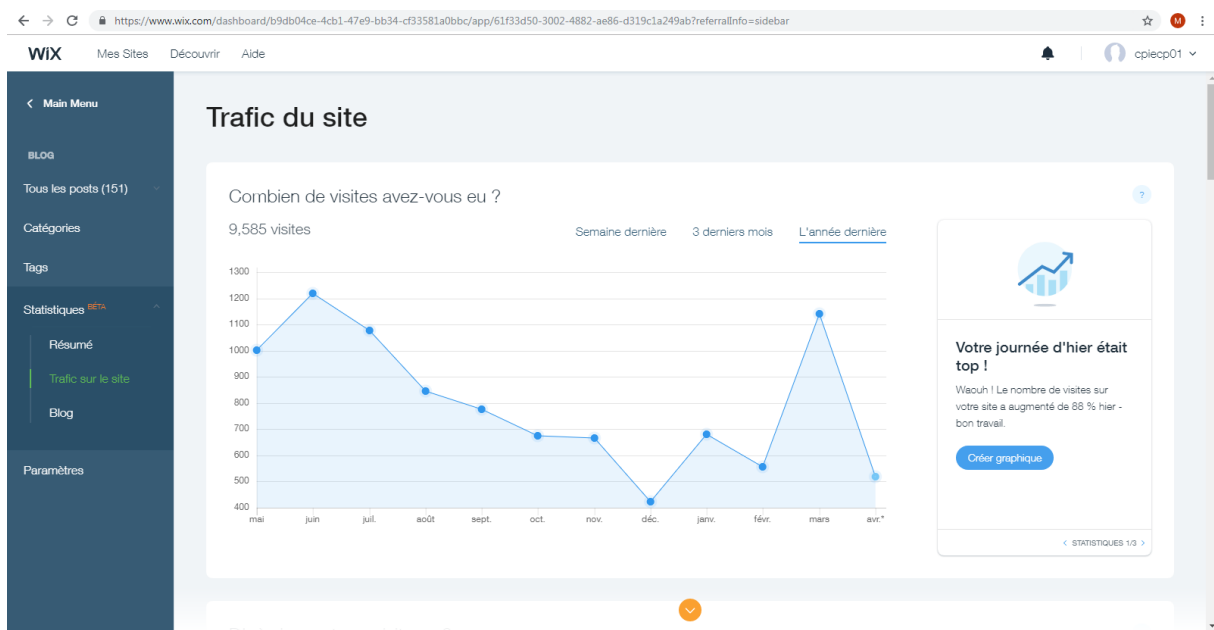 https://www.wix.com/dashboard/b9db04ce-4cb1-47e9-bb34-cf33581a0bbc/app/61f33d50-3002-4882-ae86-d319c1a249ab?referralInfo=sidebar
M
WiX Mes Sites Découvrir Aide cpiecp01
Main Menu
BLOG
Tous les posts (151)
Catégories
Tags
Statistiques BÉTA
Résumé
Trafic sur le site
Blog
Paramètres
Trafic du site
Combien de visites avez-vous eu ?
?
9,585 visites
Semaine dernière 3 derniers mois L'année dernière
1300
1200
1100
1000
900
800
700
600
500
400
mai juin juil. août sept. oct. nov. déc. janv. févr. mars avr.*
Votre journée d'hier était
top !
Waouh ! Le nombre de visites sur
votre site a augmenté de 88 % hier -
bon travail.
Créer graphique
< STATISTIQUES 1/3 >